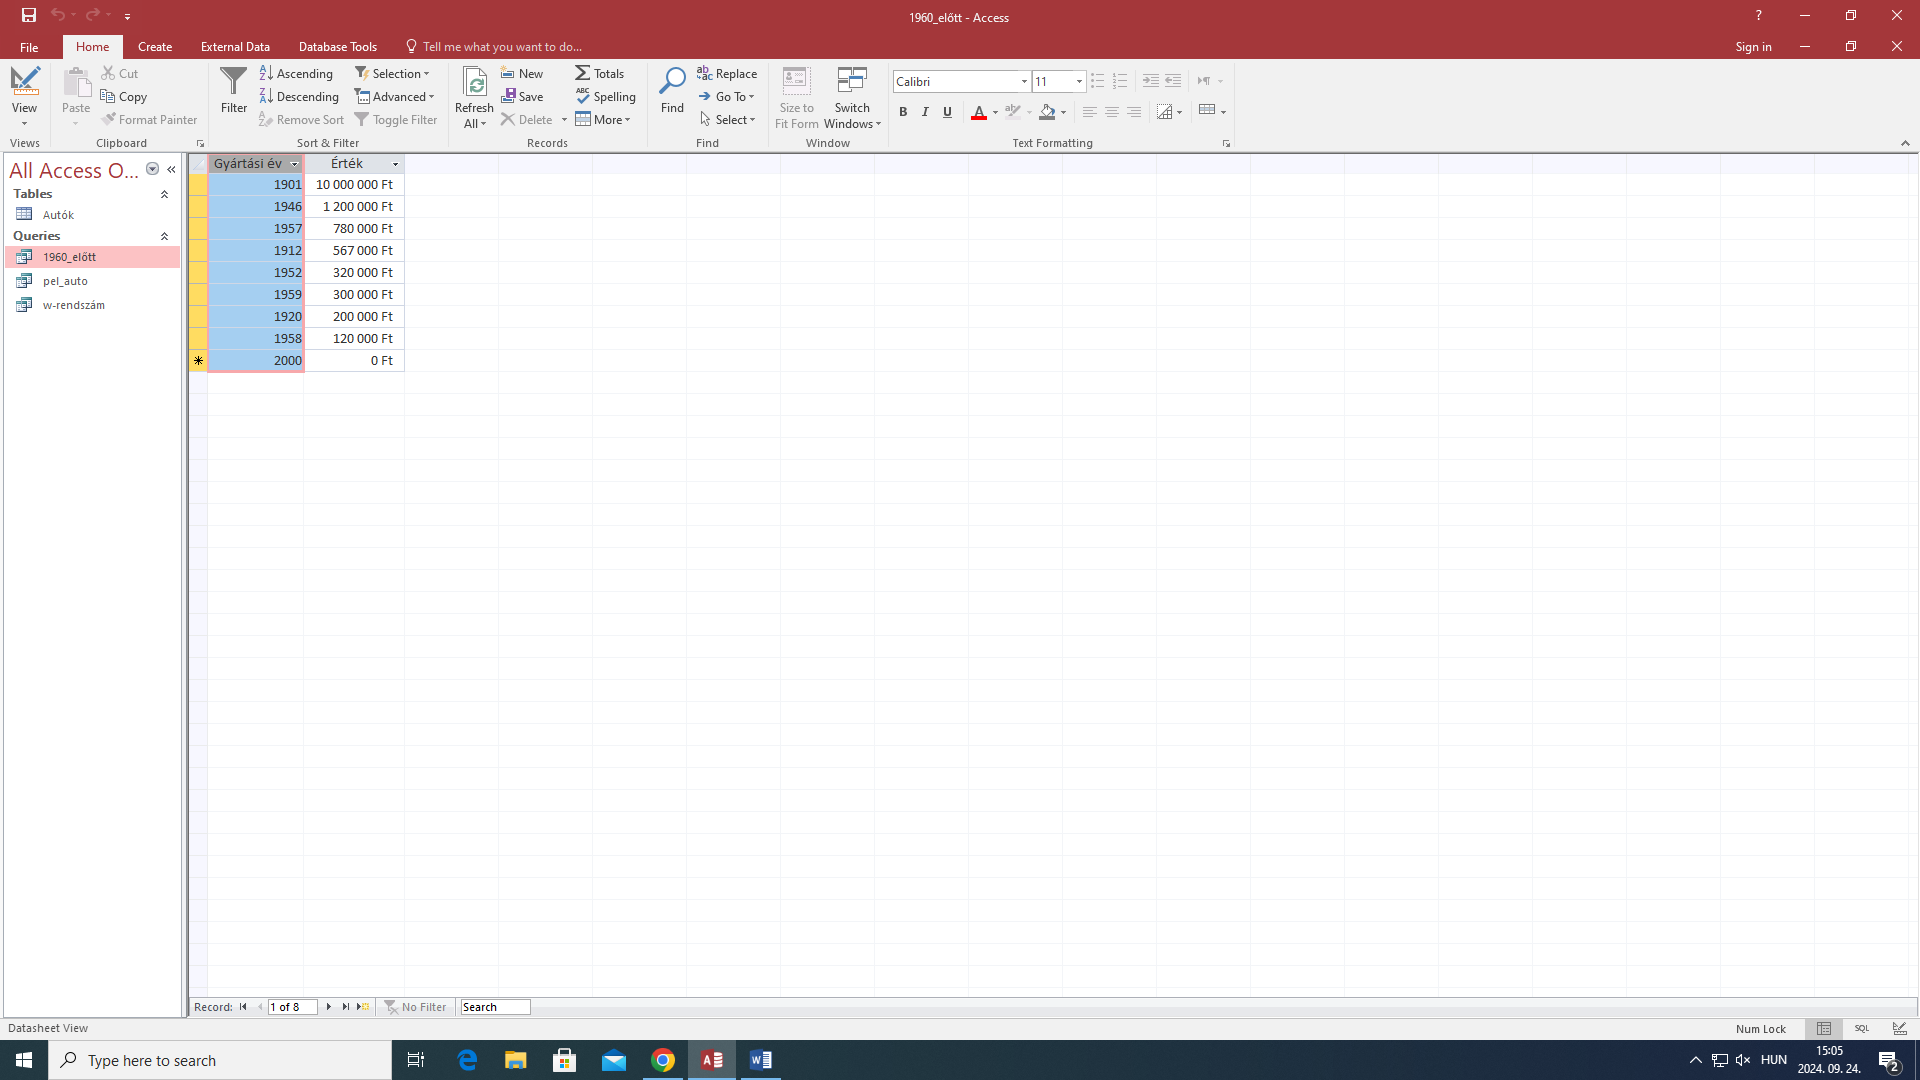 1960_előtt - Access
File Home Create External Data Database Tools Tell me what you want to do... Sign in
View
Views
Paste
Cut
Copy
Format Painter
Clipboard
Filter
Ascending
Descending
Remove Sort
Selection
Advanced
Toggle Filter
Sort & Filter
Refresh
All
New
Save
Delete
Totals
Spelling
More
Records
Find
Replace
Go To
Select
Find
Size to
Fit Form
Switch
Windows
Window
Calibri 11
B I U A
Text Formatting
All Access O...
Tables
Autók
Queries
1960_előtt
pel_auto
w-rendszám
Gyártási év Érték
1901 10 000 000 Ft
1946 1 200 000 Ft
1957 780 000 Ft
1912 567 000 Ft
1952 320 000 Ft
1959 300 000 Ft
1920 200 000 Ft
1958 120 000 Ft
2000 0 Ft
Record: 1 of 8 No Filter Search
Datasheet View Num Lock SQL
Type here to search
HUN
15:05
2024. 09. 24.
2